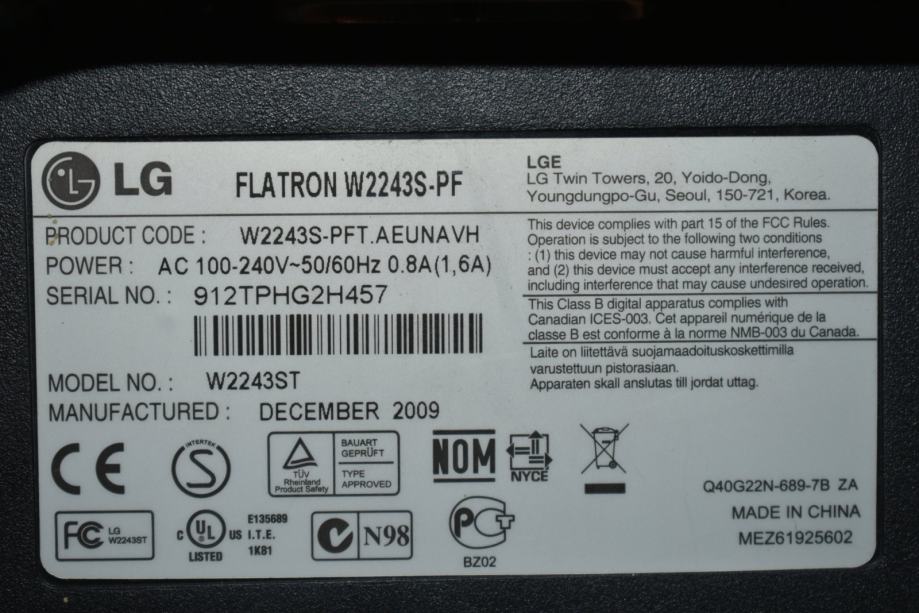 LG FLATRON W2243S-PF
LGE
LG Twin Towers, 20, Yoido-Dong,
Youngdungpo-Gu, Seoul, 150-721, Korea.
PRODUCT CODE : W2243S-PFT.AEUNAVH
POWER : AC 100-240V~50/60Hz 0.8A(1,6A)
SERIAL NO. : 912TPHG2H457
MODEL NO. : W2243ST
MANUFACTURED : DECEMBER 2009
This device complies with part 15 of the FCC Rules.
Operation is subject to the following two conditions
: (1) this device may not cause harmful interference,
and (2) this device must accept any interference received,
including interference that may cause undesired operation.
This Class B digital apparatus complies with
Canadian ICES-003. Cet appareil numérique de la
classe B est conforme à la norme NMB-003 du Canada.
Laite on liitettävä suojamaadoituskoskettimilla
varustettuun pistorasiaan.
Apparaten skall anslutas till jordat uttag.
CE
INTERTEK
S
TÜV
Rheinland
Product Safety
BAUART
GEPRÜFT
TYPE
APPROVED
NOM
NYCE
FC LG
W2243ST
C UL US
LISTED
E135689
I.T.E.
1K81
N98
PCT
BZ02
Q40G22N-689-7B ZA
MADE IN CHINA
MEZ61925602